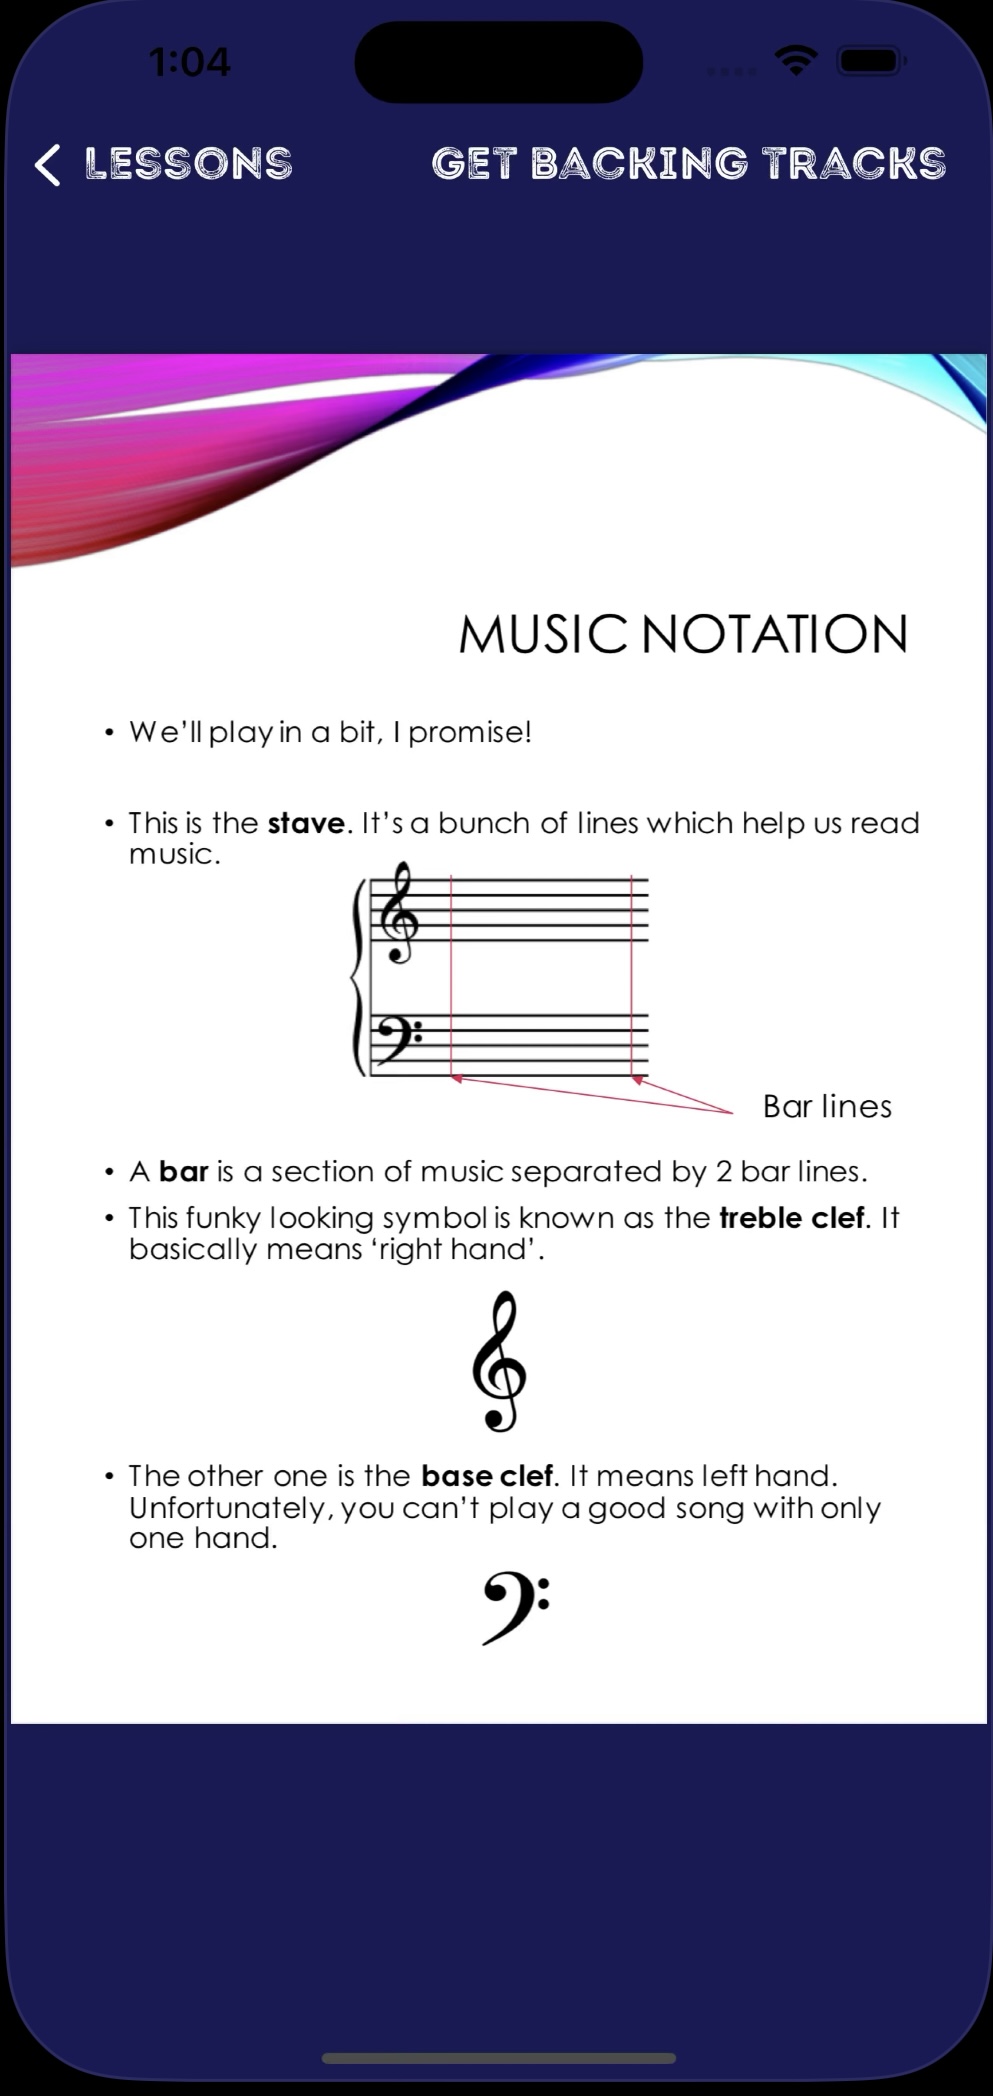 1:04
LESSONS
GET BACKING TRACKS
MUSIC NOTATION
• We'll play in a bit, I promise!
• This is the stave. It's a bunch of lines which help us read
music.
Bar lines
• A bar is a section of music separated by 2 bar lines.
• This funky looking symbol is known as the treble clef. It
basically means ‘right hand’.
• The other one is the base clef. It means left hand.
Unfortunately, you can't play a good song with only
one hand.